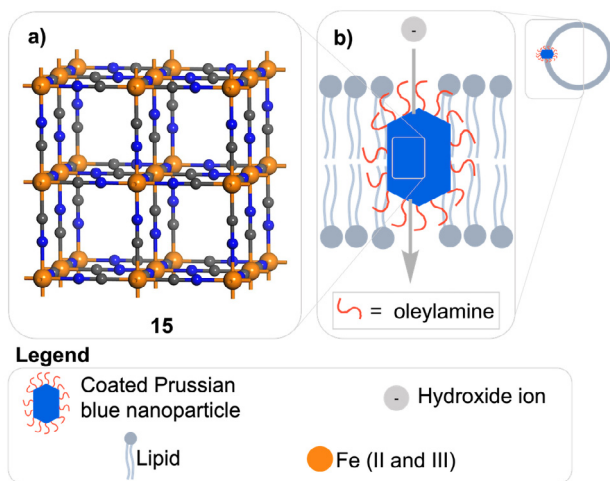 a)
b)
-
15
= oleylamine
Legend
Coated Prussian
blue nanoparticle
- Hydroxide ion
Lipid
Fe (II and III)